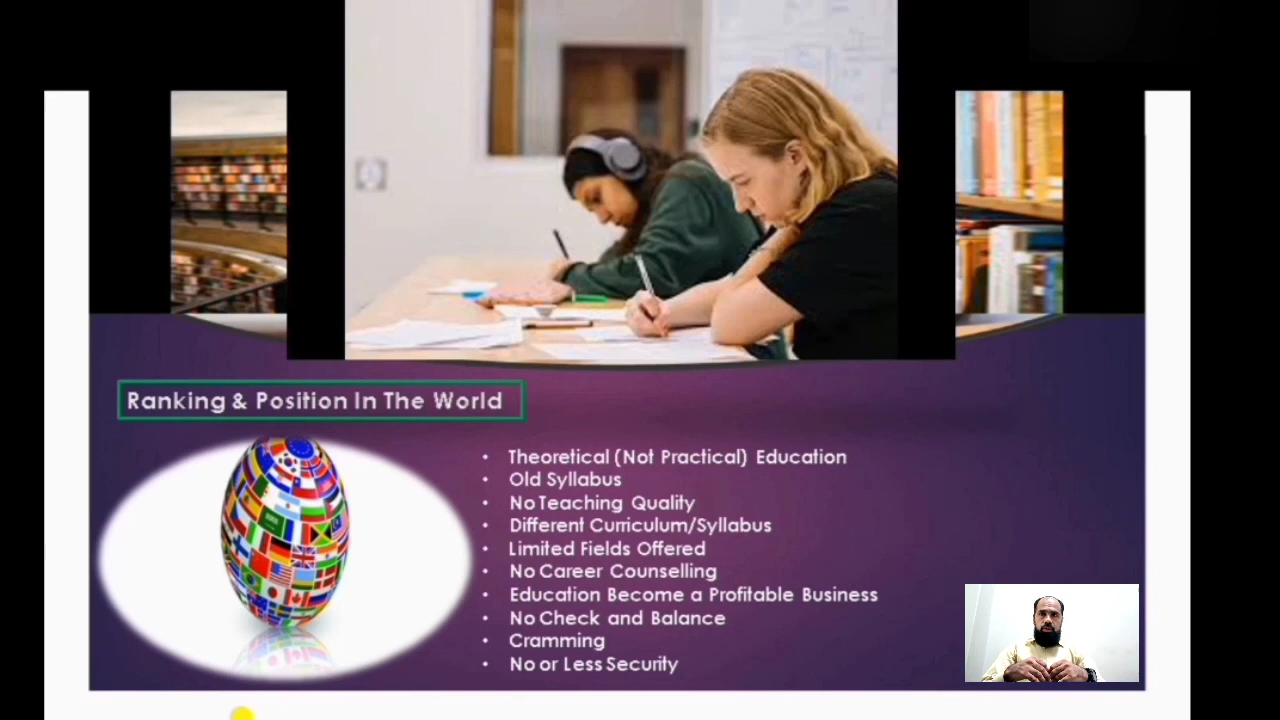 Ranking & Position In The World
• Theoretical (Not Practical) Education
• Old Syllabus
• No Teaching Quality
• Different Curriculum/Syllabus
• Limited Fields Offered
• No Career Counselling
• Education Become a Profitable Business
• No Check and Balance
• Cramming
• No or Less Security